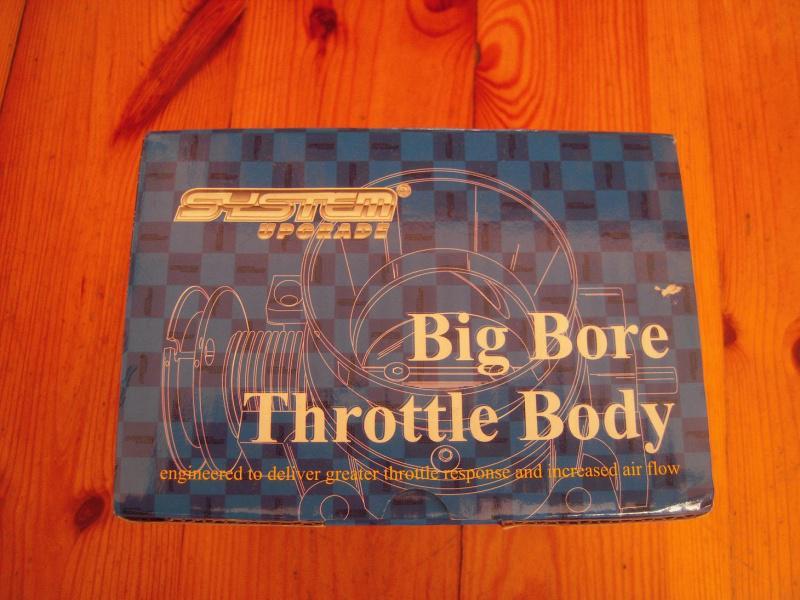 SYSTEM
UPGRADE
Big Bore
Throttle Body
engineered to deliver greater throttle response and increased air flow